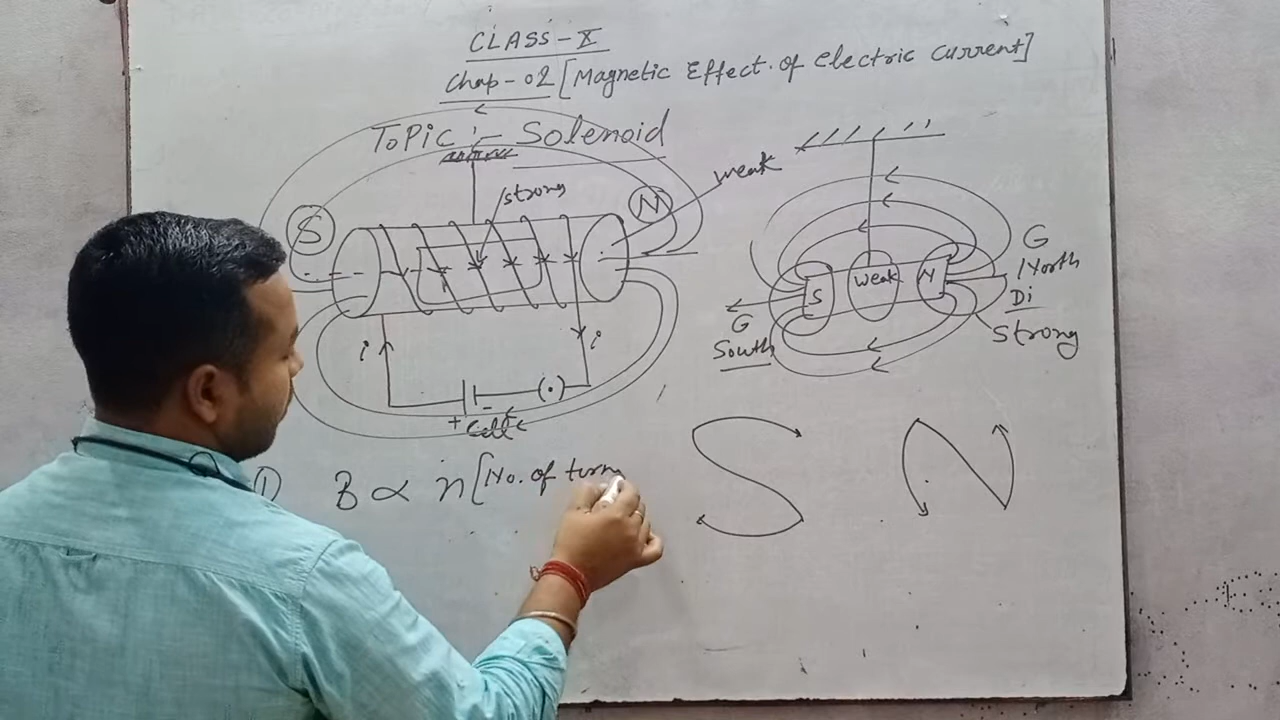 CLASS-X
Chap-02 [Magnetic Effect of electric current]
Topic :- Solenoid
weak
strong
S
N
i
i
+
-
(.)
Cell
S
weak
N
G
North
Di
strong
G
South
S
N
1) B ∝ n [No. of turn